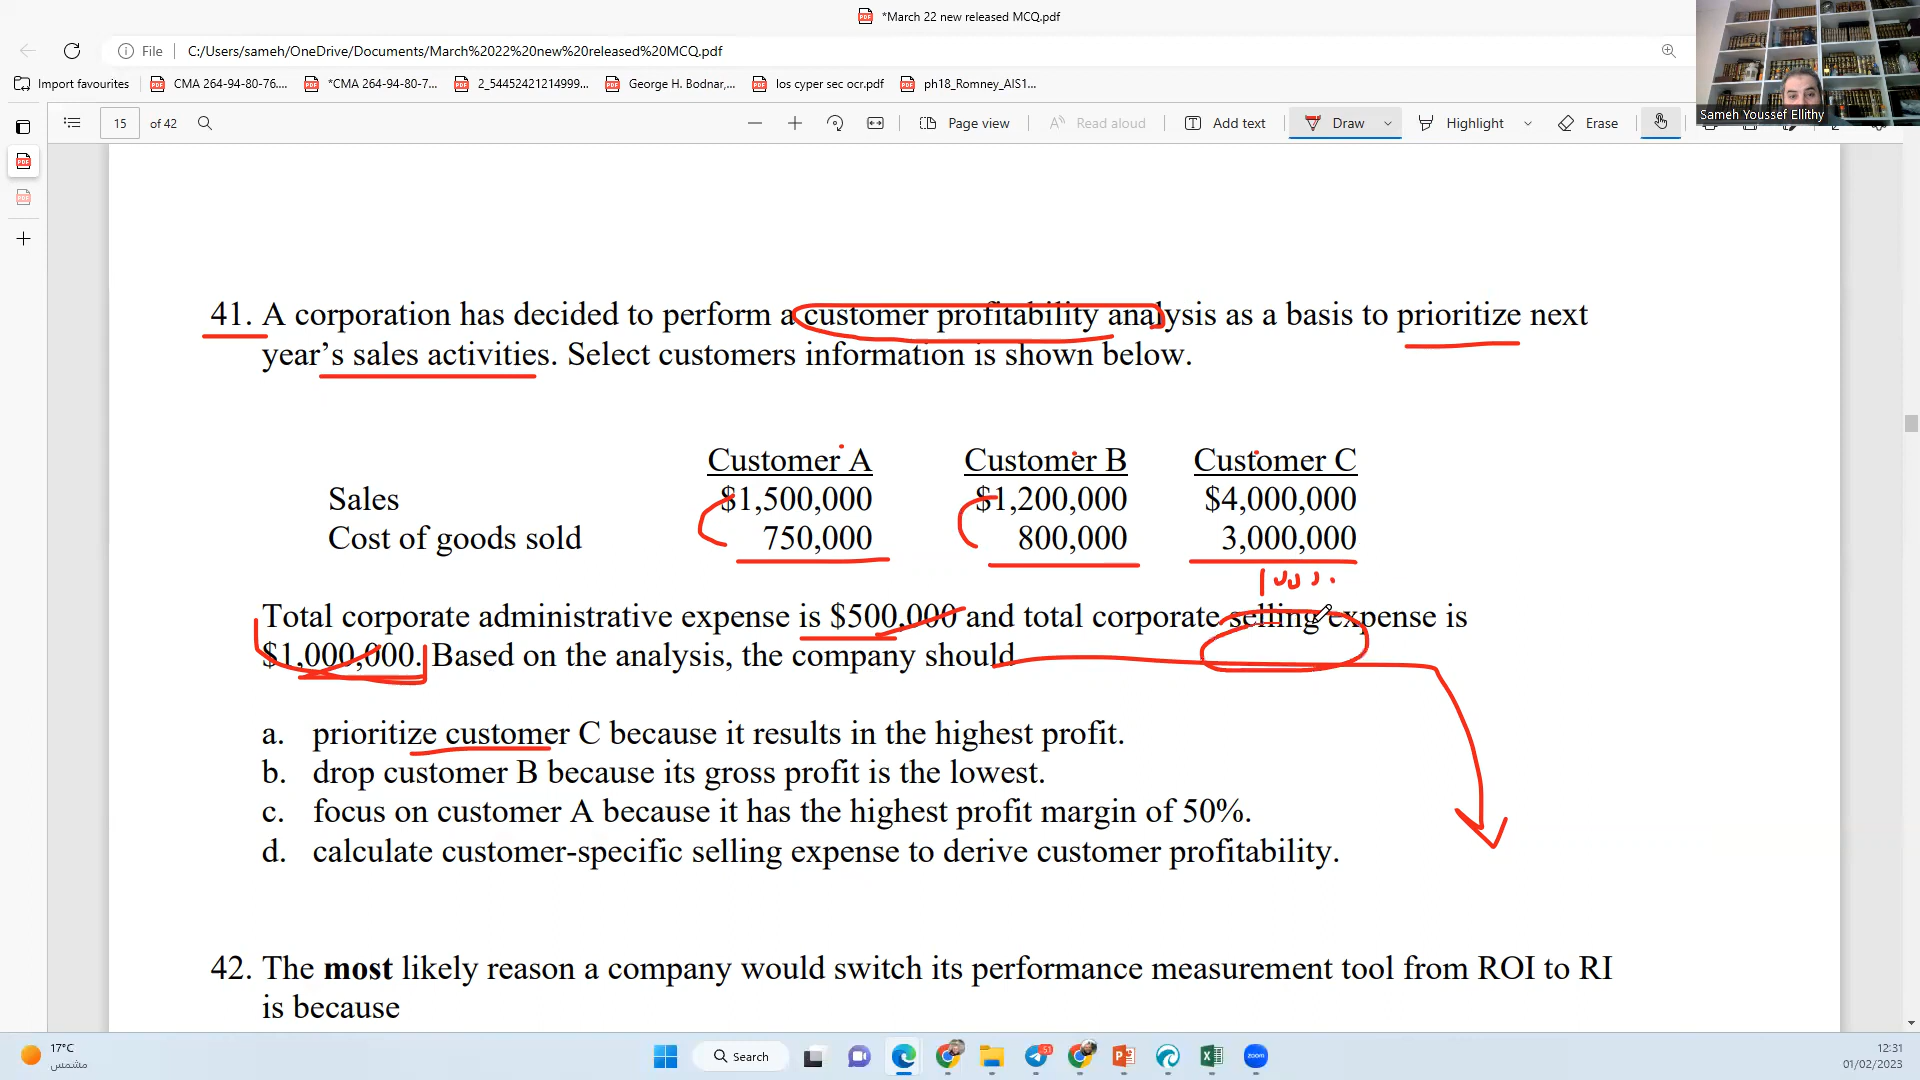 *March 22 new released MCQ.pdf
File
C:/Users/sameh/OneDrive/Documents/March%2022%20new%20released%20MCQ.pdf
Import favourites
CMA 264-94-80-76....
*CMA 264-94-80-7...
2_54452421214999...
George H. Bodnar,...
los cyper sec ocr.pdf
ph18_Romney_AIS1...
Sameh Youssef Ellithy
15
of 42
Page view
Read aloud
Add text
Draw
Highlight
Erase
41. A corporation has decided to perform a customer profitability analysis as a basis to prioritize next
year’s sales activities. Select customers information is shown below.
Customer A Customer B Customer C
Sales $1,500,000 $1,200,000 $4,000,000
Cost of goods sold 750,000 800,000 3,000,000
Total corporate administrative expense is $500,000 and total corporate selling expense is
$1,000,000. Based on the analysis, the company should
a. prioritize customer C because it results in the highest profit.
b. drop customer B because its gross profit is the lowest.
c. focus on customer A because it has the highest profit margin of 50%.
d. calculate customer-specific selling expense to derive customer profitability.
42. The most likely reason a company would switch its performance measurement tool from ROI to RI
is because
17°C
مشمس
Search
51
zoom
12:31
01/02/2023